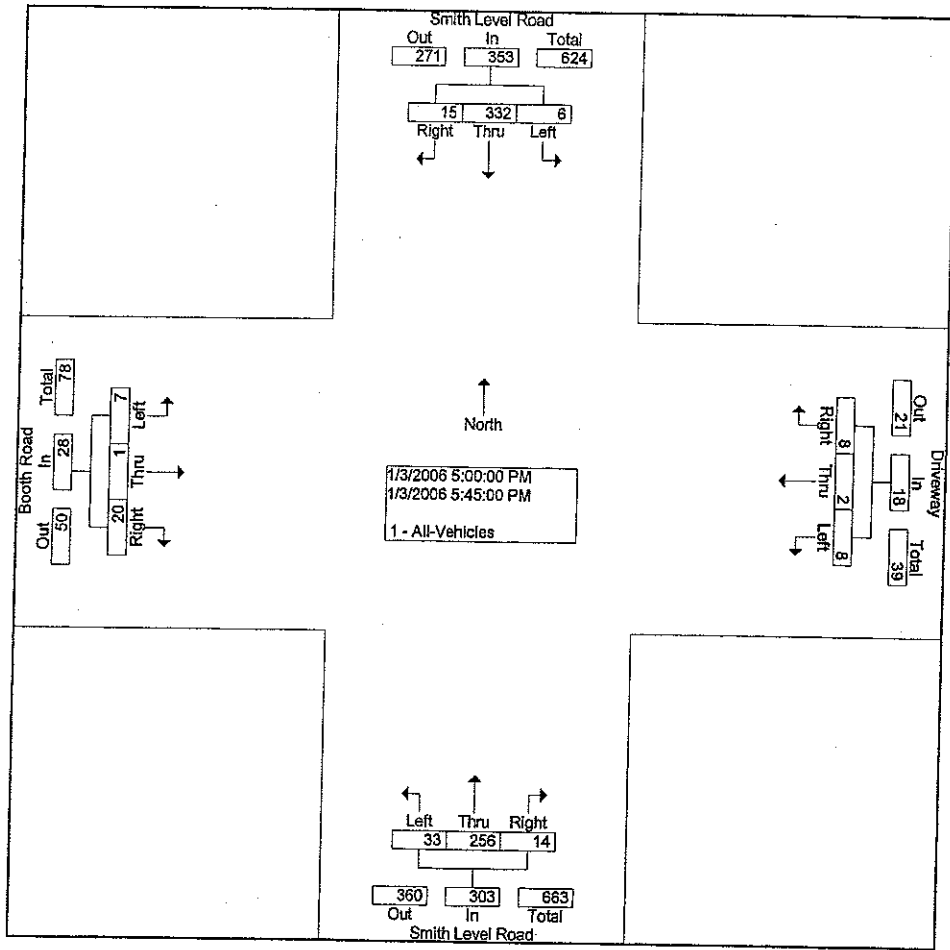 Smith Level Road
Out In Total
271 353 624
15 332 6
Right Thru Left
Booth Road
Total In Out
78 28 50
7 1 20
Left Thru Right
North
1/3/2006 5:00:00 PM
1/3/2006 5:45:00 PM
1 - All-Vehicles
Right Thru Left
8 2 8
Out In Total
21 18 39
Driveway
Left Thru Right
33 256 14
360 303 663
Out In Total
Smith Level Road